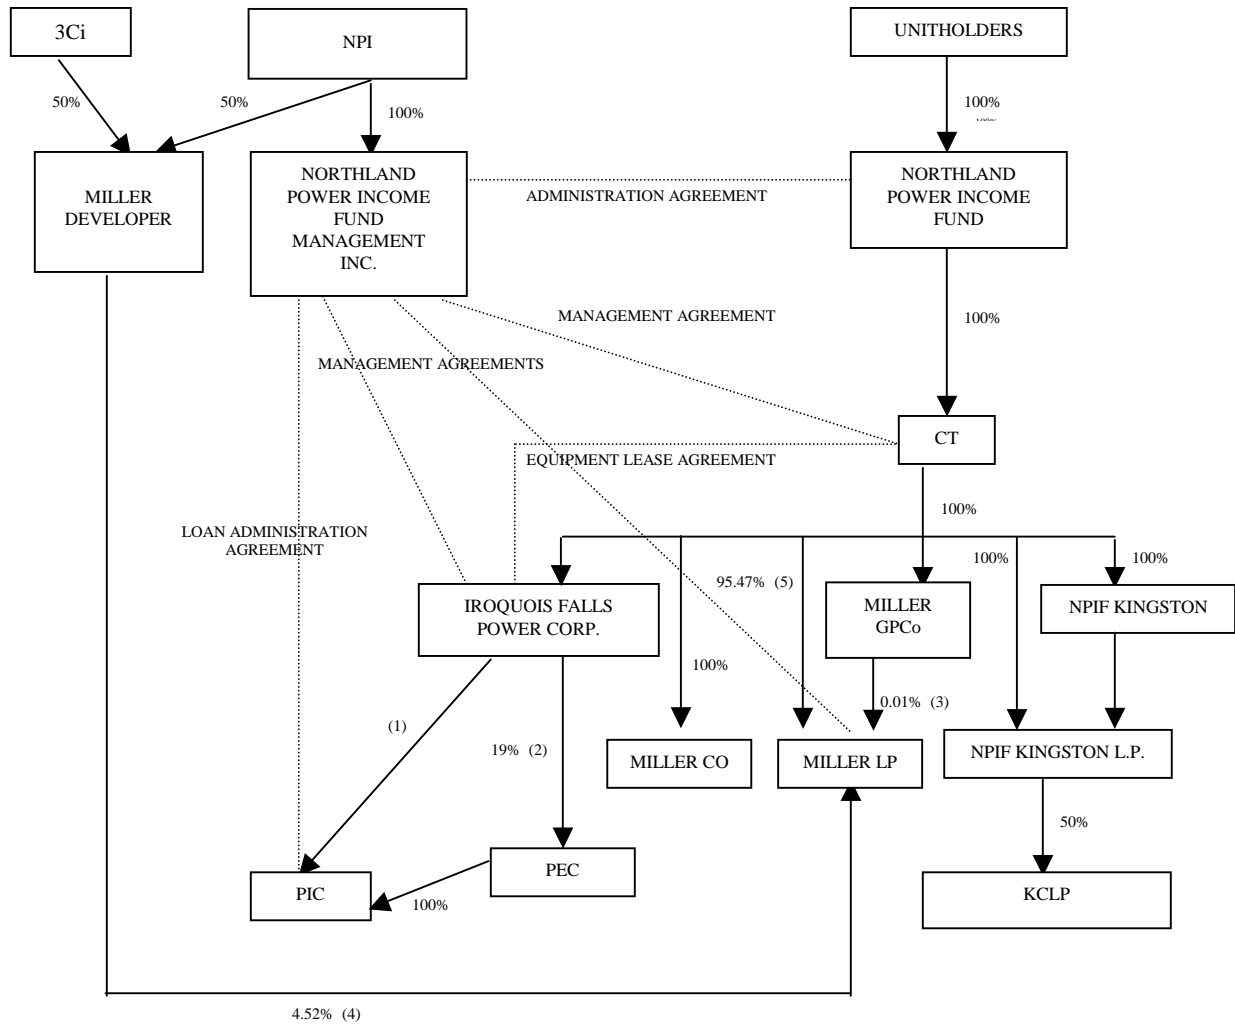 3Ci
NPI
UNITHOLDERS
50%
50%
100%
100%
100%
MILLER
DEVELOPER
NORTHLAND
POWER INCOME
FUND
MANAGEMENT
INC.
ADMINISTRATION AGREEMENT
NORTHLAND
POWER INCOME
FUND
MANAGEMENT AGREEMENT
100%
MANAGEMENT AGREEMENTS
CT
EQUIPMENT LEASE AGREEMENT
100%
LOAN ADMINISTRATION
AGREEMENT
95.47% (5)
100%
100%
IROQUOIS FALLS
POWER CORP.
MILLER
GPCo
NPIF KINGSTON
100%
0.01% (3)
(1)
19% (2)
MILLER CO
MILLER LP
NPIF KINGSTON L.P.
50%
PEC
PIC
100%
KCLP
4.52% (4)